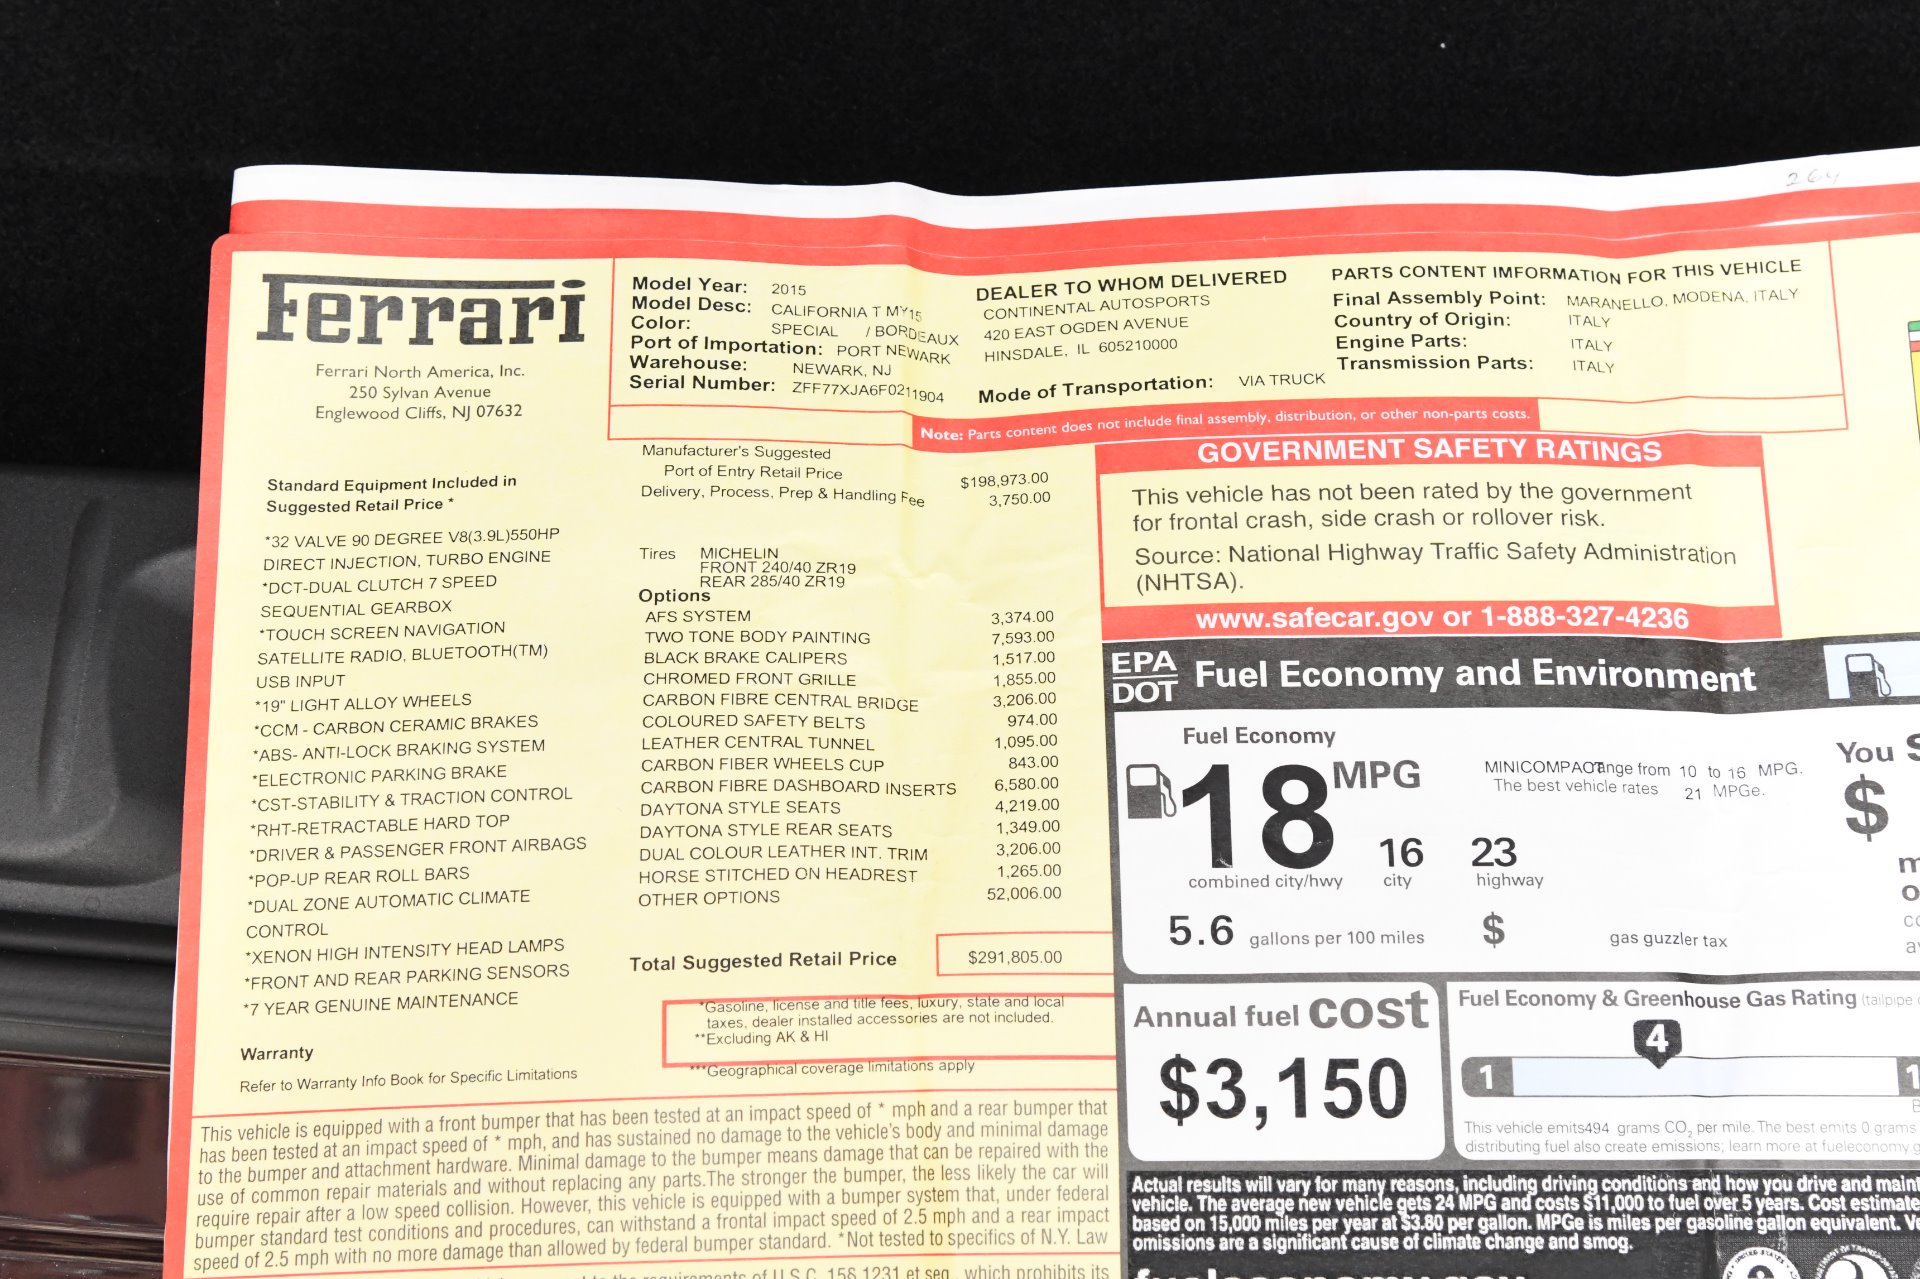 264
Ferrari
Ferrari North America, Inc.
250 Sylvan Avenue
Englewood Cliffs, NJ 07632
Model Year: 2015
Model Desc: CALIFORNIA T MY15
Color: SPECIAL / BORDEAUX
Port of Importation: PORT NEWARK
Warehouse: NEWARK, NJ
Serial Number: ZFF77XJA6F0211904
DEALER TO WHOM DELIVERED
CONTINENTAL AUTOSPORTS
420 EAST OGDEN AVENUE
HINSDALE, IL 605210000
Mode of Transportation: VIA TRUCK
PARTS CONTENT IMFORMATION FOR THIS VEHICLE
Final Assembly Point: MARANELLO, MODENA, ITALY
Country of Origin: ITALY
Engine Parts: ITALY
Transmission Parts: ITALY
Note: Parts content does not include final assembly, distribution, or other non-parts costs.
Standard Equipment Included in
Suggested Retail Price *
*32 VALVE 90 DEGREE V8(3.9L)550HP
DIRECT INJECTION, TURBO ENGINE
*DCT-DUAL CLUTCH 7 SPEED
SEQUENTIAL GEARBOX
*TOUCH SCREEN NAVIGATION
SATELLITE RADIO, BLUETOOTH(TM)
USB INPUT
*19" LIGHT ALLOY WHEELS
*CCM - CARBON CERAMIC BRAKES
*ABS- ANTI-LOCK BRAKING SYSTEM
*ELECTRONIC PARKING BRAKE
*CST-STABILITY & TRACTION CONTROL
*RHT-RETRACTABLE HARD TOP
*DRIVER & PASSENGER FRONT AIRBAGS
*POP-UP REAR ROLL BARS
*DUAL ZONE AUTOMATIC CLIMATE
CONTROL
*XENON HIGH INTENSITY HEAD LAMPS
*FRONT AND REAR PARKING SENSORS
*7 YEAR GENUINE MAINTENANCE
Warranty
Refer to Warranty Info Book for Specific Limitations
Manufacturer's Suggested
Port of Entry Retail Price $198,973.00
Delivery, Process, Prep & Handling Fee 3,750.00
Tires MICHELIN
FRONT 240/40 ZR19
REAR 285/40 ZR19
Options
AFS SYSTEM 3,374.00
TWO TONE BODY PAINTING 7,593.00
BLACK BRAKE CALIPERS 1,517.00
CHROMED FRONT GRILLE 1,855.00
CARBON FIBRE CENTRAL BRIDGE 3,206.00
COLOURED SAFETY BELTS 974.00
LEATHER CENTRAL TUNNEL 1,095.00
CARBON FIBER WHEELS CUP 843.00
CARBON FIBRE DASHBOARD INSERTS 6,580.00
DAYTONA STYLE SEATS 4,219.00
DAYTONA STYLE REAR SEATS 1,349.00
DUAL COLOUR LEATHER INT. TRIM 3,206.00
HORSE STITCHED ON HEADREST 1,265.00
OTHER OPTIONS 52,006.00
Total Suggested Retail Price $291,805.00
*Gasoline, license and title fees, luxury, state and local
taxes, dealer installed accessories are not included.
**Excluding AK & HI
***Geographical coverage limitations apply
This vehicle is equipped with a front bumper that has been tested at an impact speed of * mph and a rear bumper that
has been tested at an impact speed of * mph, and has sustained no damage to the vehicle's body and minimal damage
to the bumper and attachment hardware. Minimal damage to the bumper means damage that can be repaired with the
use of common repair materials and without replacing any parts.The stronger the bumper, the less likely the car will
require repair after a low speed collision. However, this vehicle is equipped with a bumper system that, under federal
bumper standard test conditions and procedures, can withstand a frontal impact speed of 2.5 mph and a rear impact
speed of 2.5 mph with no more damage than allowed by federal bumper standard. *Not tested to specifics of N.Y. Law
to the requirements of U.S.C. 156 1231 et seq., which prohibits its
GOVERNMENT SAFETY RATINGS
This vehicle has not been rated by the government
for frontal crash, side crash or rollover risk.
Source: National Highway Traffic Safety Administration
(NHTSA).
www.safecar.gov or 1-888-327-4236
EPA
DOT
Fuel Economy and Environment
Fuel Economy
18 MPG
combined city/hwy
16
city
23
highway
MINICOMPACT range from 10 to 16 MPG.
The best vehicle rates 21 MPGe.
5.6 gallons per 100 miles
$ gas guzzler tax
You
$
Annual fuel cost
$3,150
Fuel Economy & Greenhouse Gas Rating (tailpipe
4
1
This vehicle emits494 grams CO2 per mile. The best emits 0 grams
distributing fuel also create emissions; learn more at fueleconomy
Actual results will vary for many reasons, including driving conditions and how you drive and maint
vehicle. The average new vehicle gets 24 MPG and costs $11,000 to fuel over 5 years. Cost estimate
based on 15,000 miles per year at $3.80 per gallon. MPGe is miles per gasoline gallon equivalent. Ve
omissions are a significant cause of climate change and smog.
fueleconomy.gov